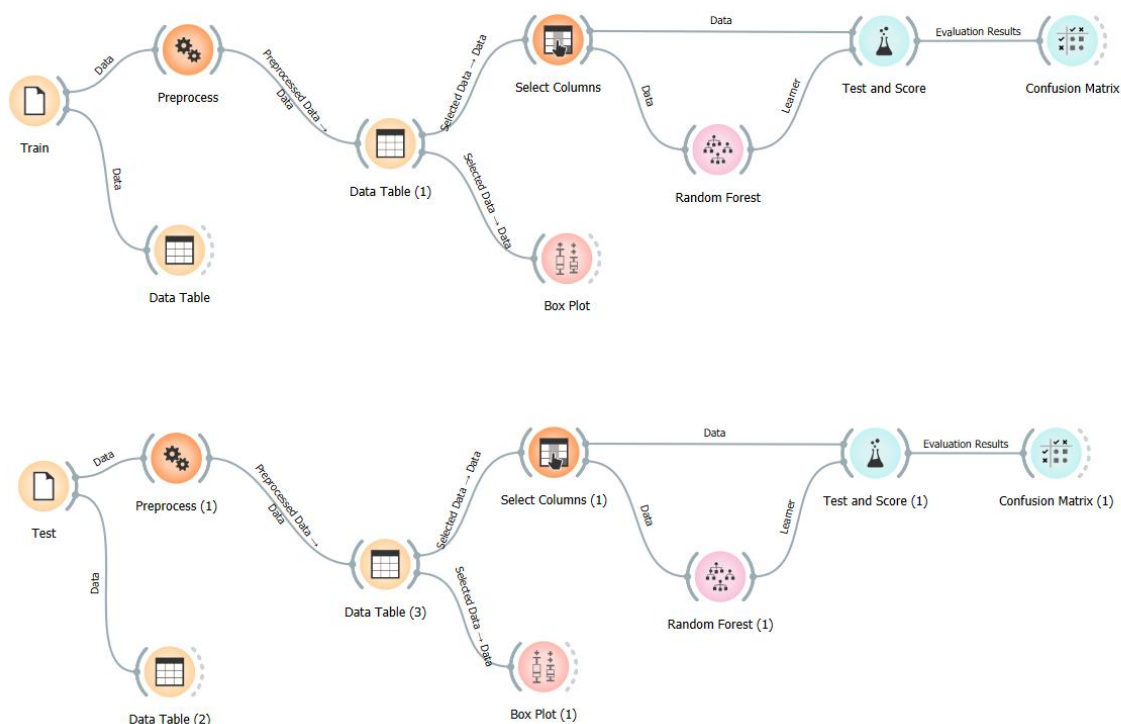 Data
Preprocess
Train
Data
Data Table
Preprocessed Data →
Data
Data Table (1)
Selected Data → Data
Selected Data → Data
Select Columns
Box Plot
Data
Data
Random Forest
Learner
Test and Score
Evaluation Results
Confusion Matrix
Data
Preprocess (1)
Test
Data
Data Table (2)
Preprocessed Data →
Data
Data Table (3)
Selected Data → Data
Selected Data → Data
Select Columns (1)
Box Plot (1)
Data
Data
Random Forest (1)
Learner
Test and Score (1)
Evaluation Results
Confusion Matrix (1)